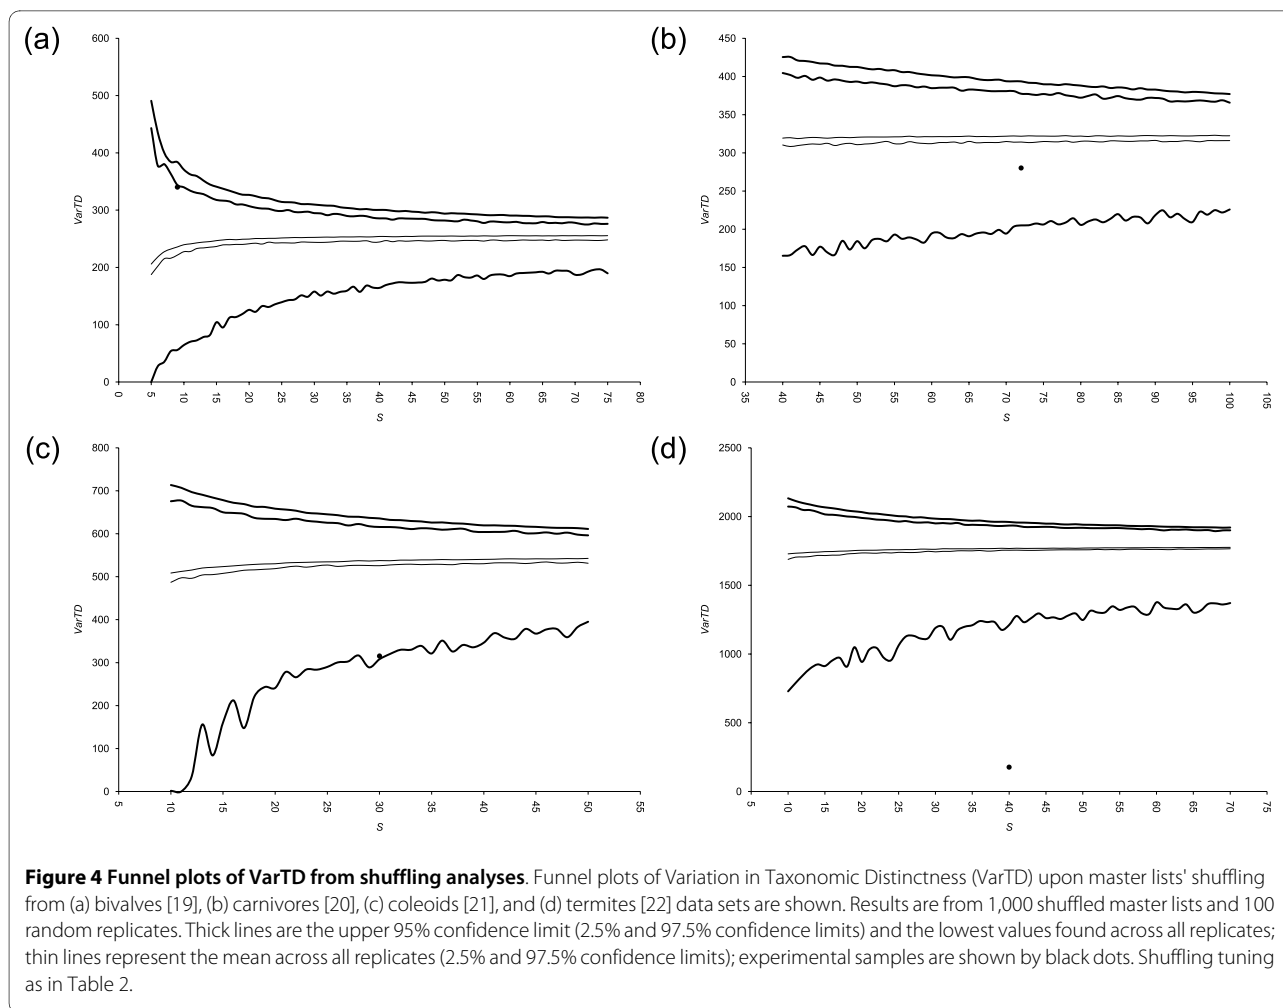 (a)
600
500
400
300
200
100
0
VarTD
0 5 10 15 20 25 30 35 40 45 50 55 60 65 70 75 80
S
(b)
450
400
350
300
250
200
150
100
50
0
VarTD
35 40 45 50 55 60 65 70 75 80 85 90 95 100 105
S
(c)
800
700
600
500
400
300
200
100
0
VarTD
5 10 15 20 25 30 35 40 45 50 55
S
(d)
2500
2000
1500
1000
500
0
VarTD
5 10 15 20 25 30 35 40 45 50 55 60 65 70 75
S
Figure 4 Funnel plots of VarTD from shuffling analyses. Funnel plots of Variation in Taxonomic Distinctness (VarTD) upon master lists' shuffling
from (a) bivalves [19], (b) carnivores [20], (c) coleoids [21], and (d) termites [22] data sets are shown. Results are from 1,000 shuffled master lists and 100
random replicates. Thick lines are the upper 95% confidence limit (2.5% and 97.5% confidence limits) and the lowest values found across all replicates;
thin lines represent the mean across all replicates (2.5% and 97.5% confidence limits); experimental samples are shown by black dots. Shuffling tuning
as in Table 2.